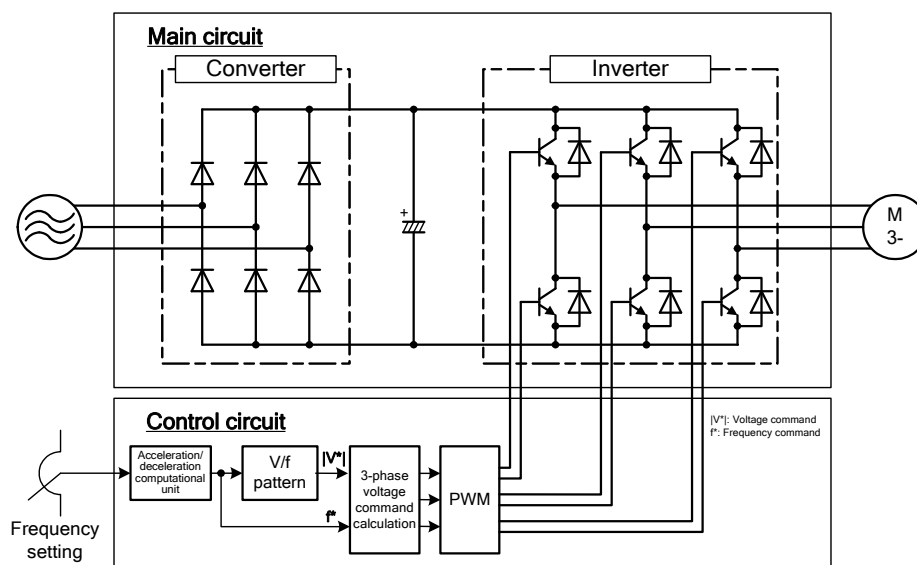 Main circuit
Converter
Inverter
+
M
3-
Control circuit
|V*|: Voltage command
f*: Frequency command
Acceleration/
deceleration
computational
unit
V/f
pattern
|V*|
f*
3-phase
voltage
command
calculation
PWM
Frequency
setting